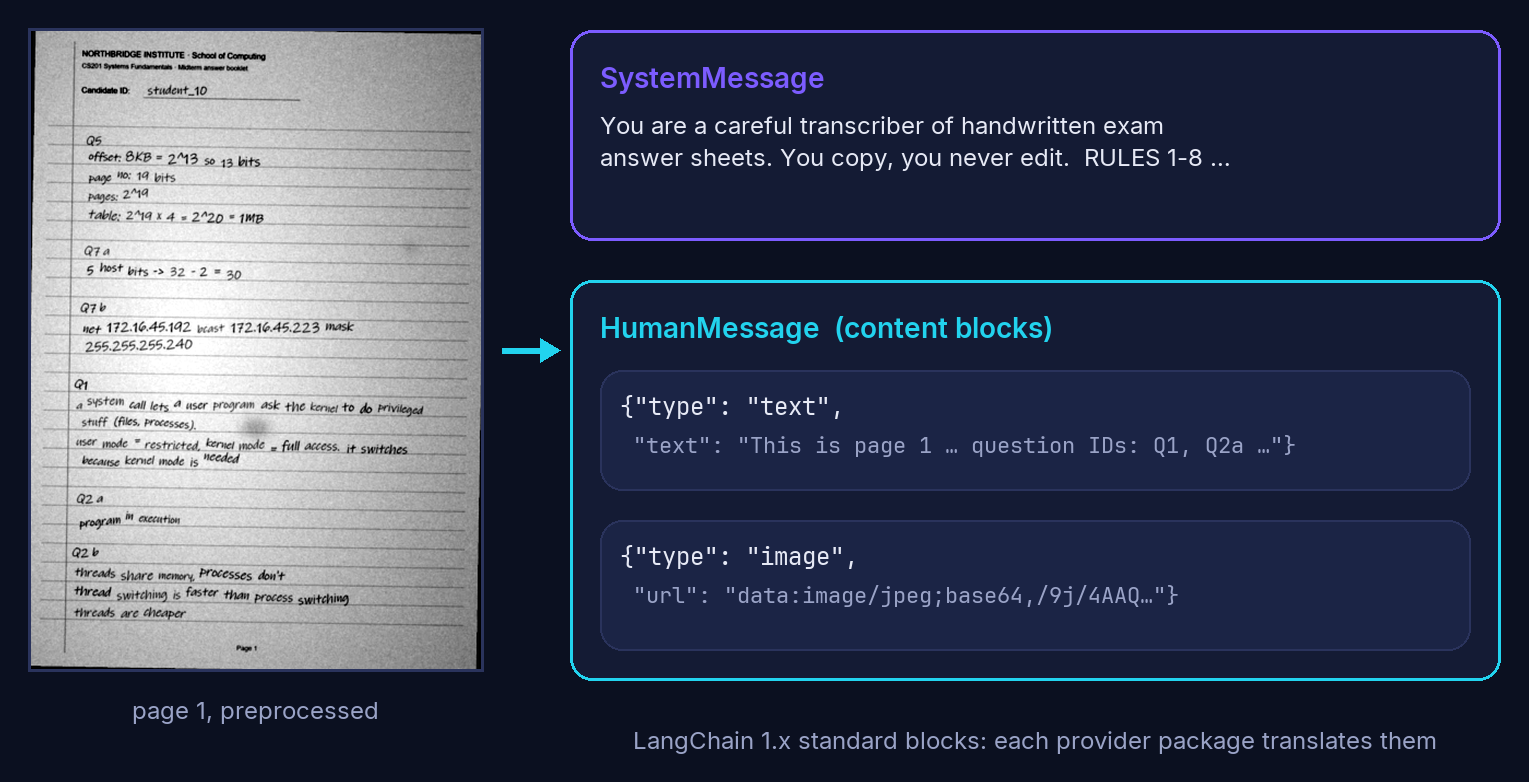 NORTHBRIDGE INSTITUTE · School of Computing
CS201 Systems Fundamentals · Midterm answer booklet
Candidate ID: student_10
Q5
offset: 8KB = 2^13 so 13 bits
page no: 19 bits
pages: 2^19
table: 2^19 x 4 = 2^20 = 1MB
Q7 a
5 host bits -> 32 - 2 = 30
Q7 b
net 172.16.45.192 bcast 172.16.45.223 mask
255.255.255.240
Q1
a system call lets a user program ask the kernel to do privileged
stuff (files, processes).
user mode = restricted, kernel mode = full access. it switches
because kernel mode is needed
Q2 a
program in execution
Q2 b
threads share memory, processes don't
thread switching is faster than process switching
threads are cheaper
Page 1
page 1, preprocessed
SystemMessage
You are a careful transcriber of handwritten exam
answer sheets. You copy, you never edit.  RULES 1-8 ...
HumanMessage  (content blocks)
{"type": "text",
"text": "This is page 1 … question IDs: Q1, Q2a …"}
{"type": "image",
"url": "data:image/jpeg;base64,/9j/4AAQ…"}
LangChain 1.x standard blocks: each provider package translates them